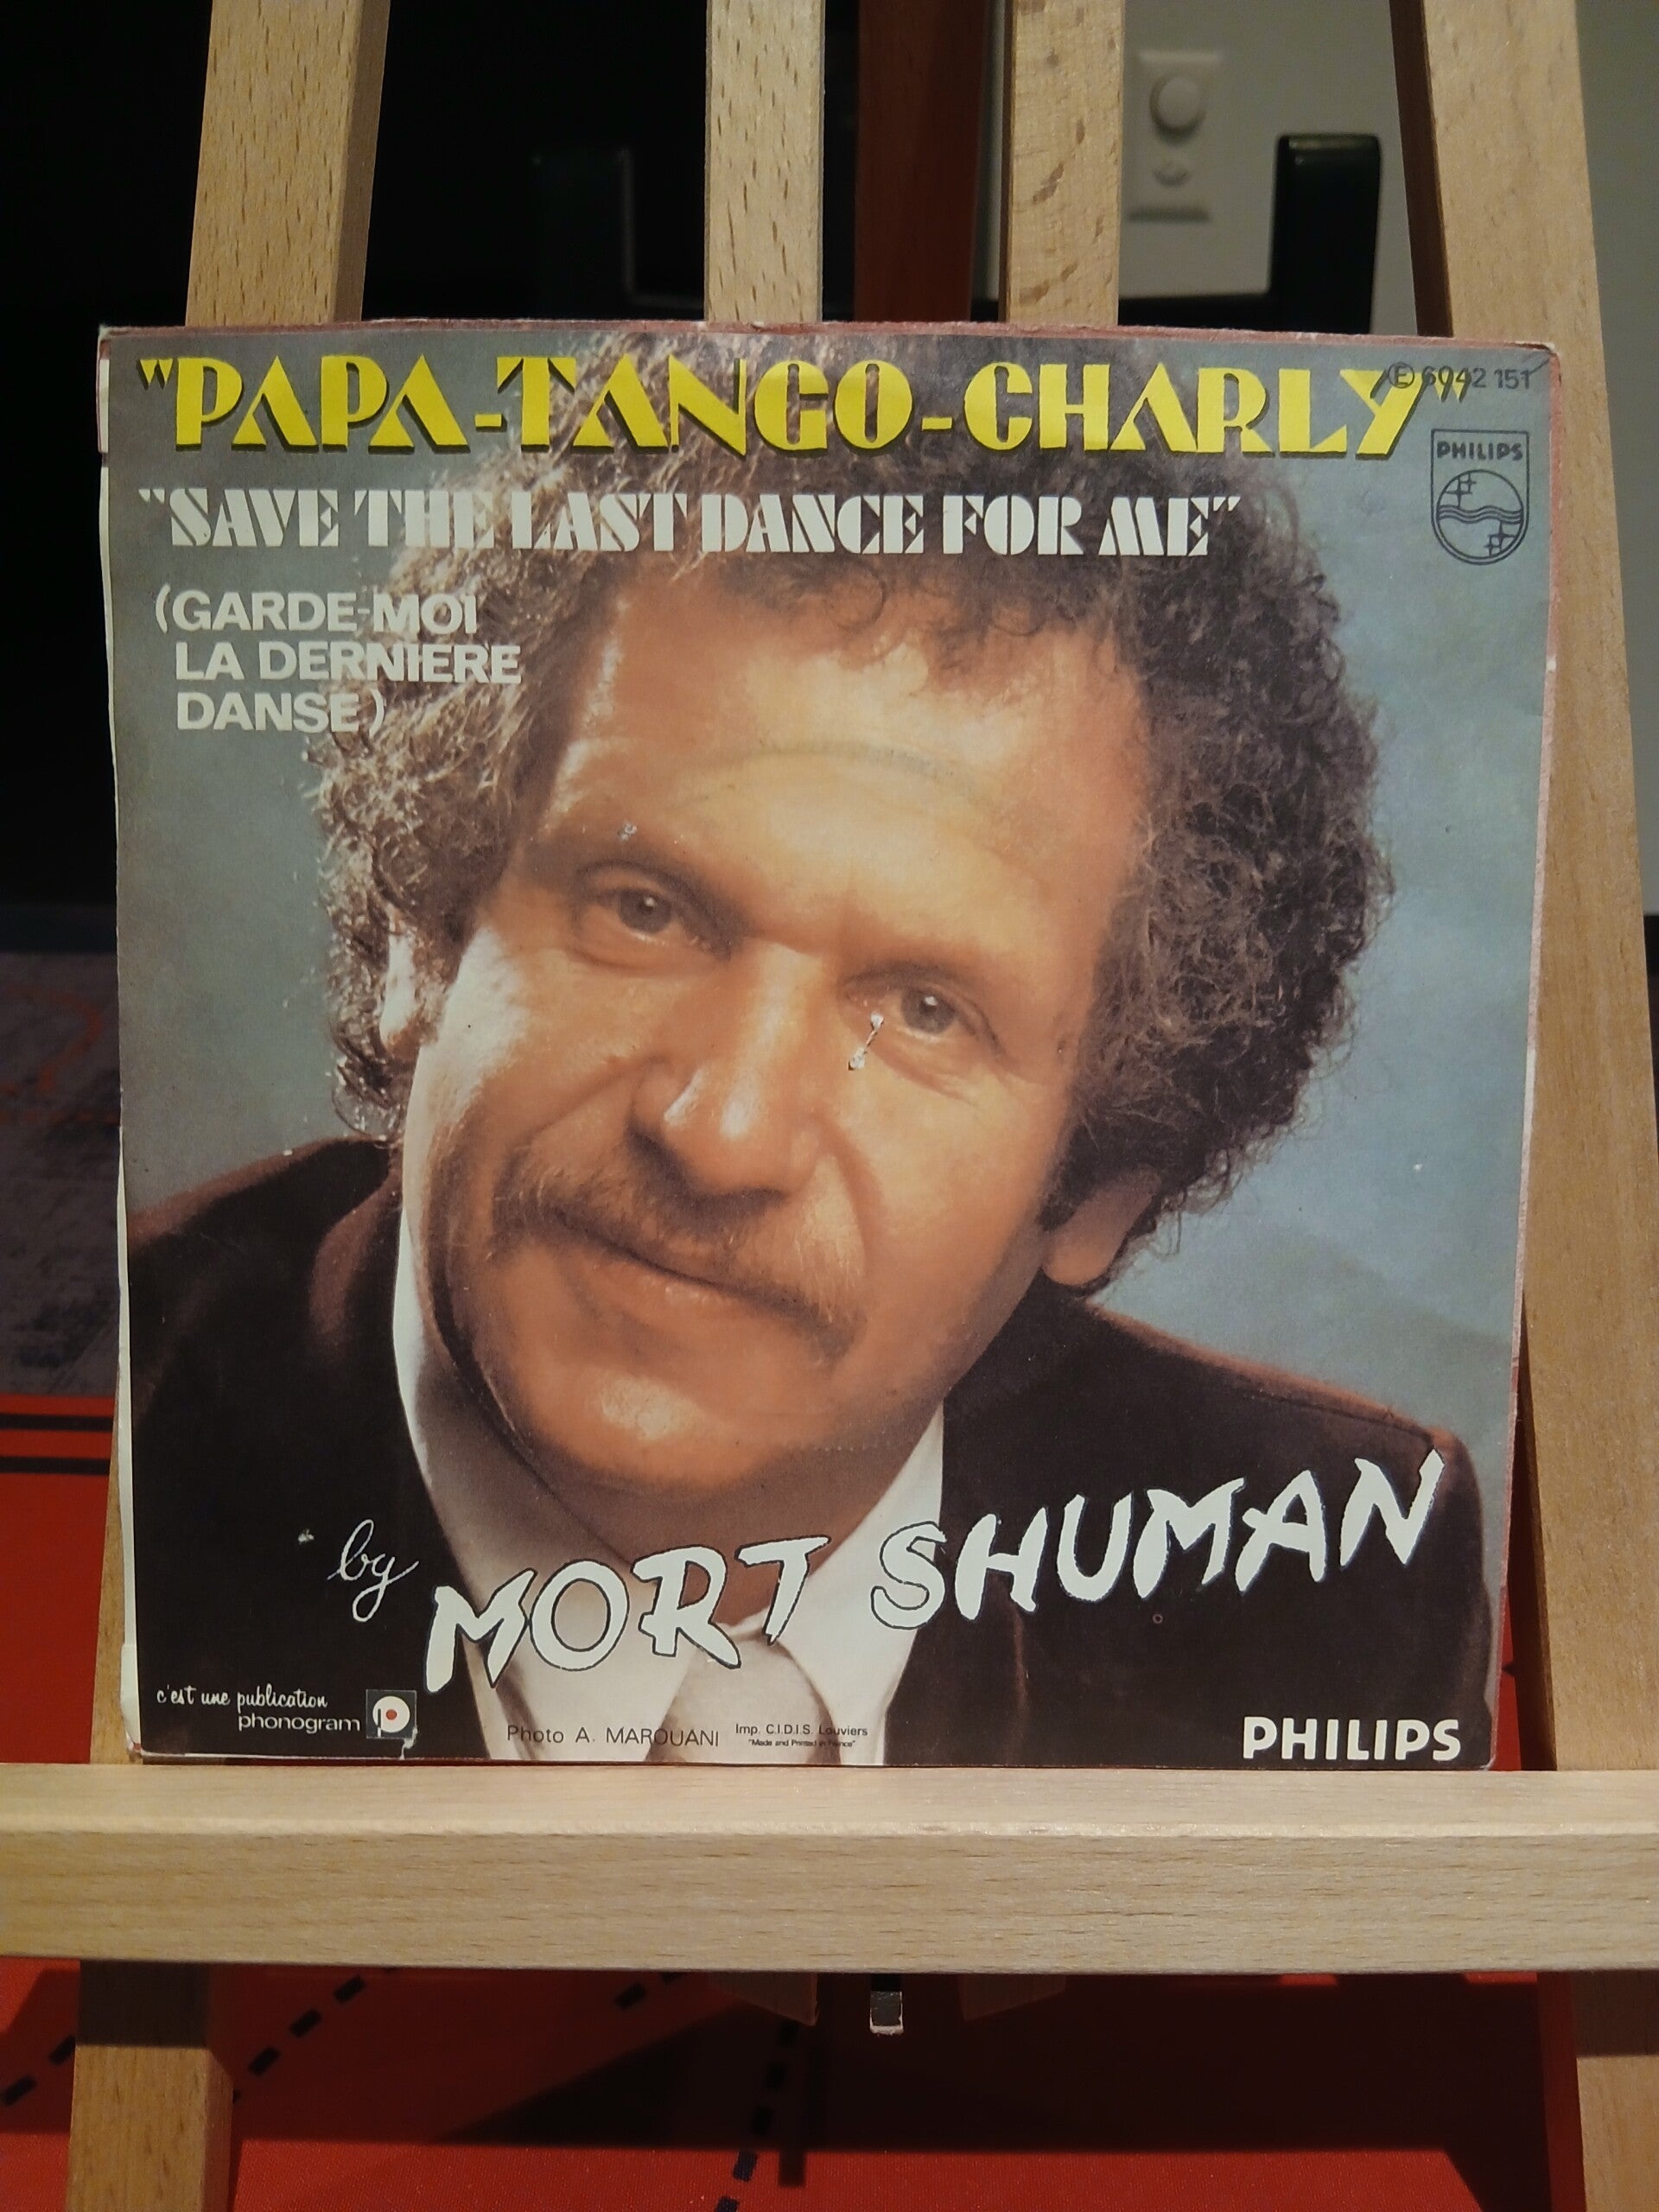 "PAPA-TANGO-CHARLY"
Ⓔ 6042 151
PHILIPS
"SAVE THE LAST DANCE FOR ME"
(GARDE-MOI
LA DERNIERE
DANSE)
by MORT SHUMAN
c'est une publication
phonogram
Photo A. MAROUANI
Imp. C.I.D.I.S. Louviers
"Made and Printed in France"
PHILIPS